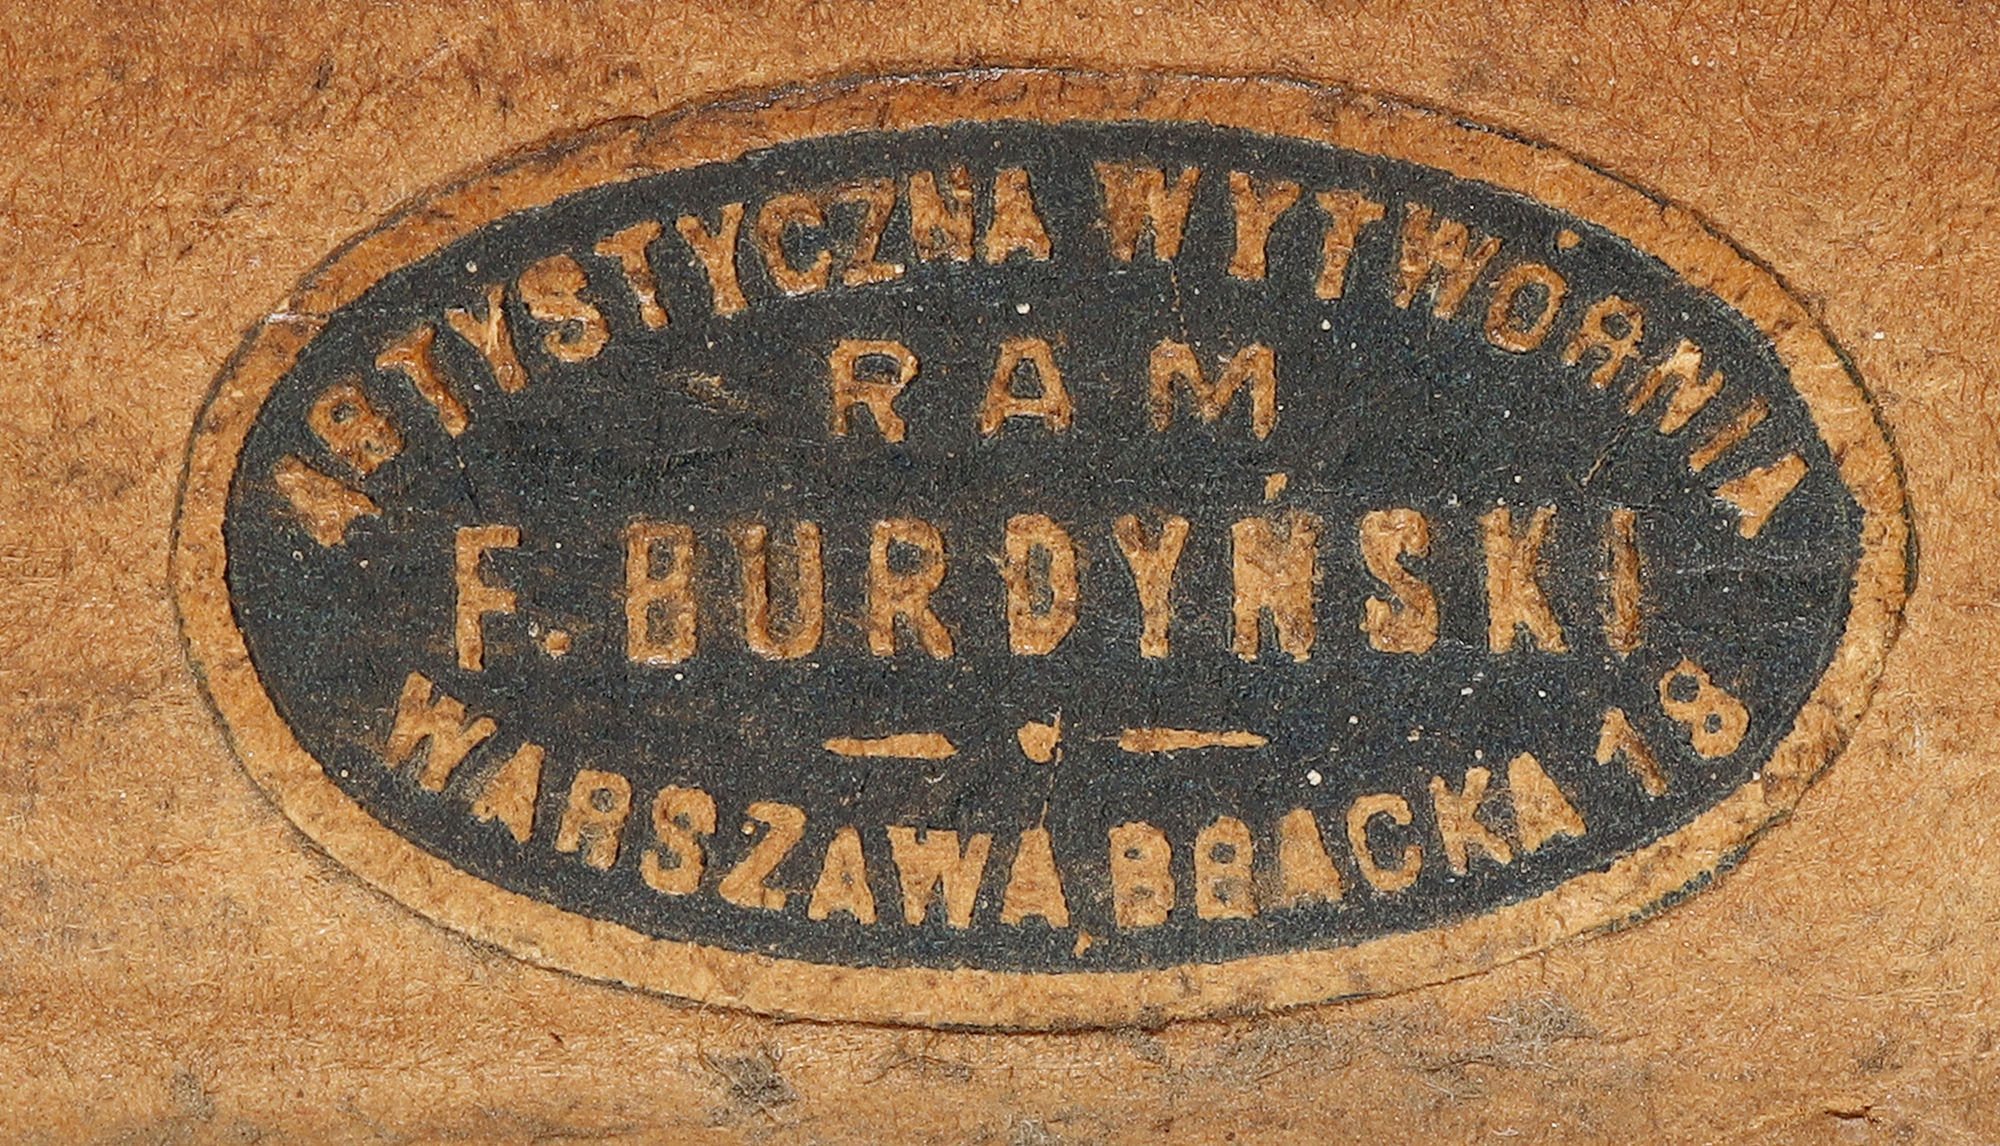 ARTYSTYCZNA WYTWÓRNIA
RAM
F. BURDYŃSKI
WARSZAWA BRACKA 18